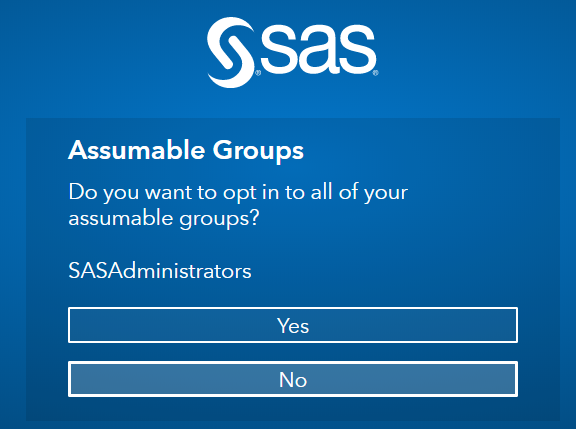 sas
Assumable Groups
Do you want to opt in to all of your
assumable groups?
SASAdministrators
Yes
No